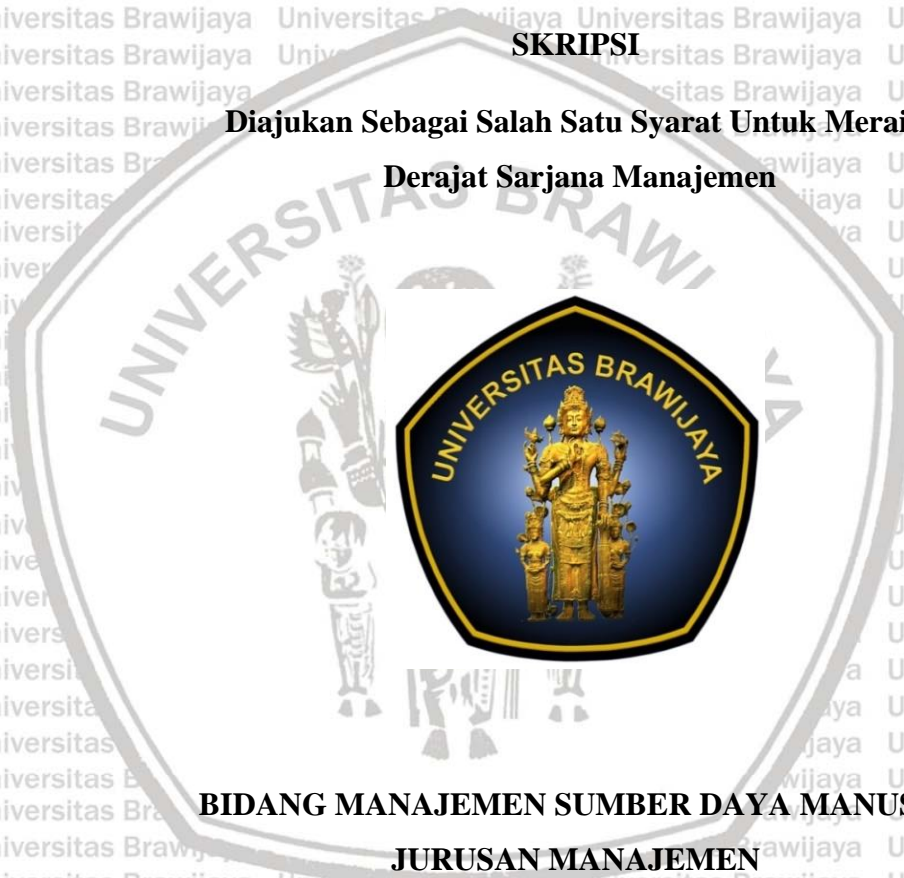 SKRIPSI
Diajukan Sebagai Salah Satu Syarat Untuk Merai
Derajat Sarjana Manajemen
UNIVERSITAS BRAWIJAYA
BIDANG MANAJEMEN SUMBER DAYA MANUS
JURUSAN MANAJEMEN